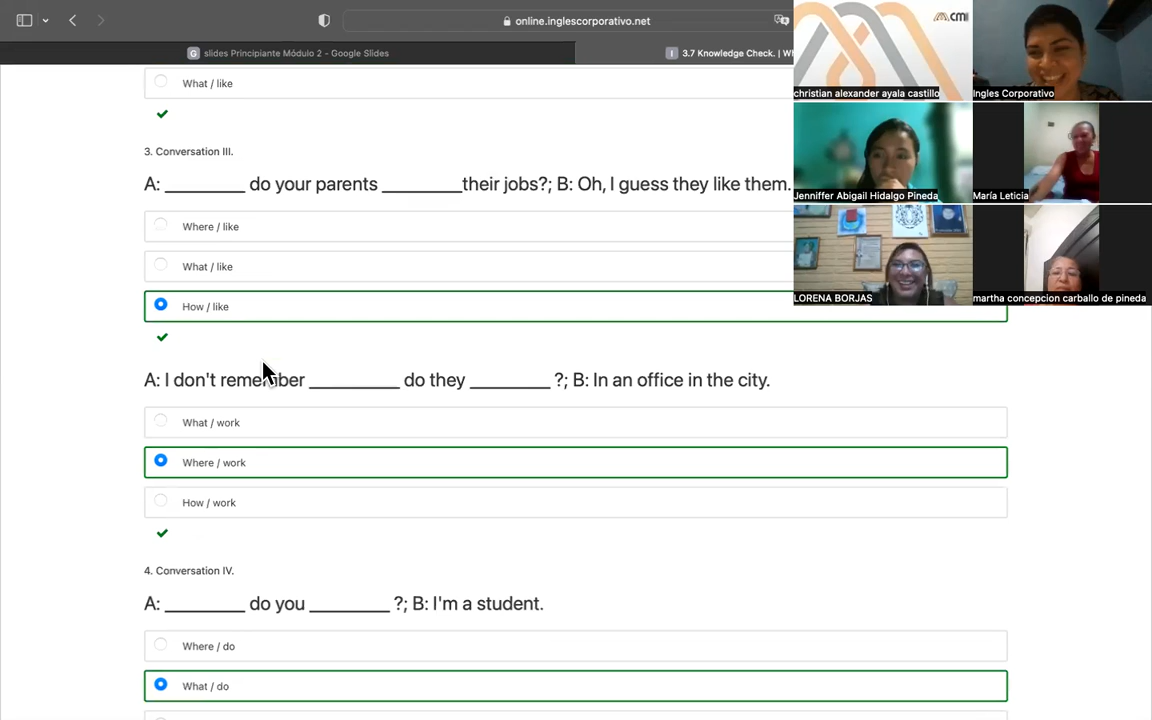 online.inglescorporativo.net
slides Principiante Módulo 2 - Google Slides
3.7 Knowledge Check. | Wh
CMI
christian alexander ayala castillo
Ingles Corporativo
Jenniffer Abigail Hidalgo Pineda
María Leticia
LORENA BORJAS
martha concepcion carballo de pineda
What / like
3. Conversation III.
A: _________ do your parents _________their jobs?; B: Oh, I guess they like them.
Where / like
What / like
How / like
A: I don't remember __________ do they _________ ?; B: In an office in the city.
What / work
Where / work
How / work
4. Conversation IV.
A: _________ do you _________ ?; B: I'm a student.
Where / do
What / do